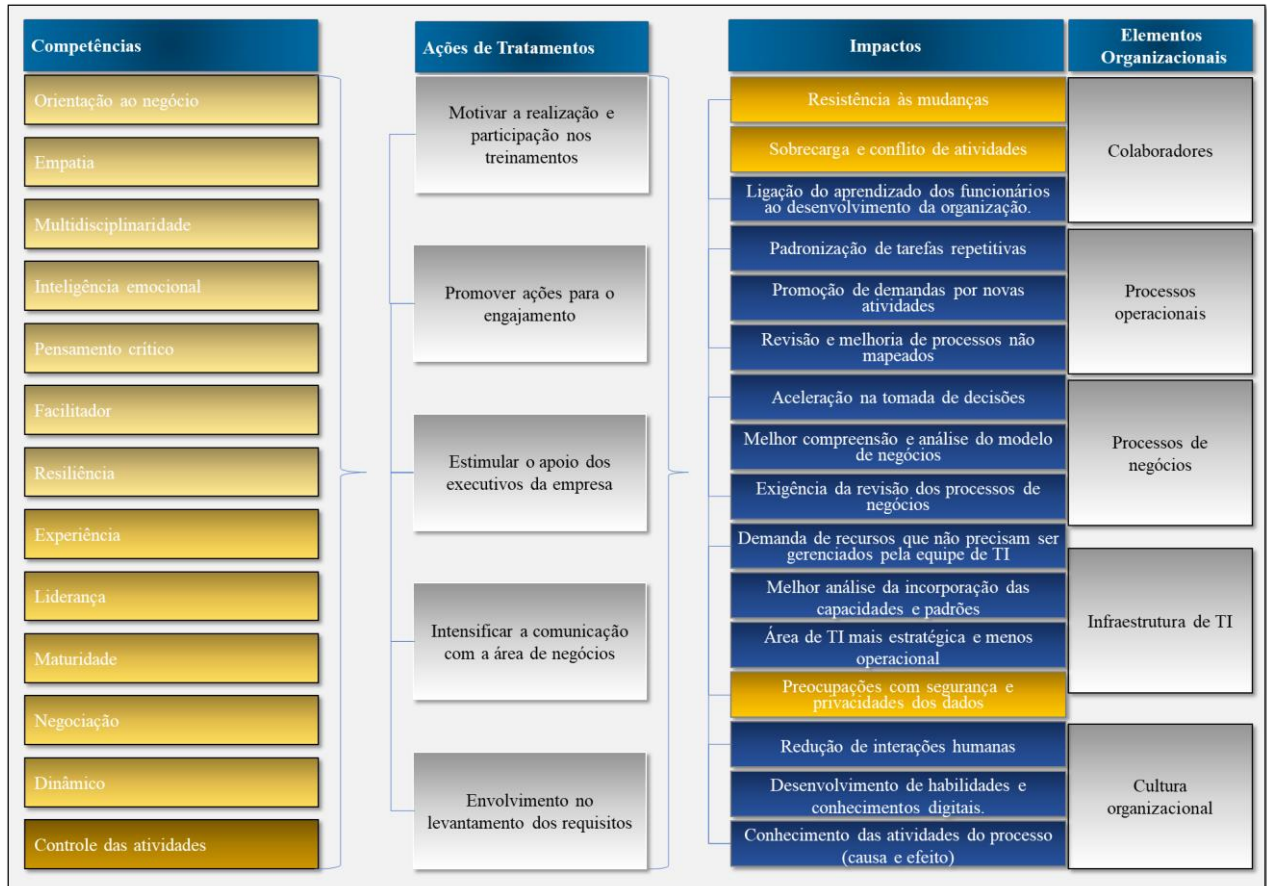 Competências
Orientação ao negócio
Empatia
Multidisciplinaridade
Inteligência emocional
Pensamento crítico
Facilitador
Resiliência
Experiência
Liderança
Maturidade
Negociação
Dinâmico
Controle das atividades
Ações de Tratamentos
Motivar a realização e
participação nos
treinamentos
Promover ações para o
engajamento
Estimular o apoio dos
executivos da empresa
Intensificar a comunicação
com a área de negócios
Envolvimento no
levantamento dos requisitos
Impactos
Resistência às mudanças
Sobrecarga e conflito de atividades
Ligação do aprendizado dos funcionários
ao desenvolvimento da organização.
Padronização de tarefas repetitivas
Promoção de demandas por novas
atividades
Revisão e melhoria de processos não
mapeados
Aceleração na tomada de decisões
Melhor compreensão e análise do modelo
de negócios
Exigência da revisão dos processos de
negócios
Demanda de recursos que não precisam ser
gerenciados pela equipe de TI
Melhor análise da incorporação das
capacidades e padrões
Área de TI mais estratégica e menos
operacional
Preocupações com segurança e
privacidades dos dados
Redução de interações humanas
Desenvolvimento de habilidades e
conhecimentos digitais.
Conhecimento das atividades do processo
(causa e efeito)
Elementos
Organizacionais
Colaboradores
Processos
operacionais
Processos de
negócios
Infraestrutura de TI
Cultura
organizacional